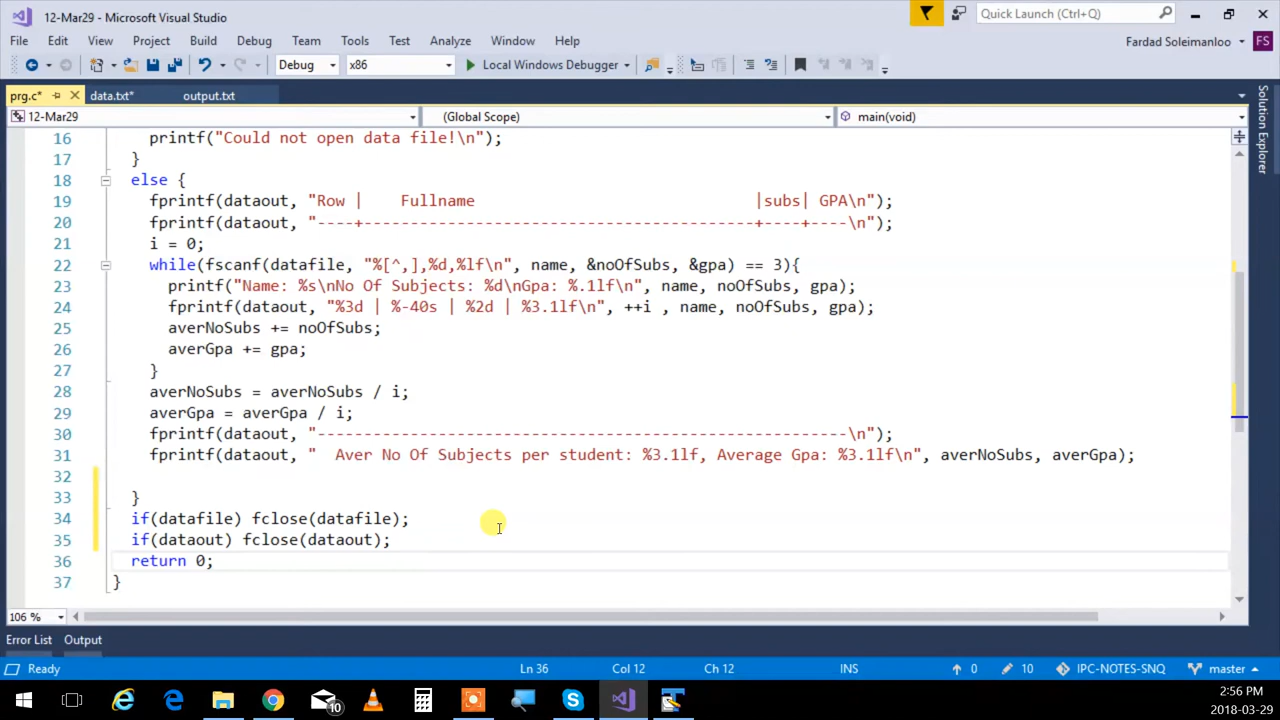 12-Mar29 - Microsoft Visual Studio
Quick Launch (Ctrl+Q)
File Edit View Project Build Debug Team Tools Test Analyze Window Help
Fardad Soleimanloo FS
Debug x86 Local Windows Debugger
prg.c* data.txt* output.txt
Solution Explorer
12-Mar29 (Global Scope) main(void)
16 printf("Could not open data file!\n");
17 }
18 else {
19 fprintf(dataout, "Row |    Fullname                              |subs| GPA\n");
20 fprintf(dataout, "----+------------------------------------------+----+----\n");
21 i = 0;
22 while(fscanf(datafile, "%[^,],%d,%lf\n", name, &noOfSubs, &gpa) == 3){
23 printf("Name: %s\nNo Of Subjects: %d\nGpa: %.1lf\n", name, noOfSubs, gpa);
24 fprintf(dataout, "%3d | %-40s | %2d | %3.1lf\n", ++i , name, noOfSubs, gpa);
25 averNoSubs += noOfSubs;
26 averGpa += gpa;
27 }
28 averNoSubs = averNoSubs / i;
29 averGpa = averGpa / i;
30 fprintf(dataout, "---------------------------------------------------------\n");
31 fprintf(dataout, "  Aver No Of Subjects per student: %3.1lf, Average Gpa: %3.1lf\n", averNoSubs, averGpa);
32
33 }
34 if(datafile) fclose(datafile);
35 if(dataout) fclose(dataout);
36 return 0;
37 }
106 %
Error List Output
Ready Ln 36 Col 12 Ch 12 INS 0 10 IPC-NOTES-SNQ master
10
2:56 PM
2018-03-29